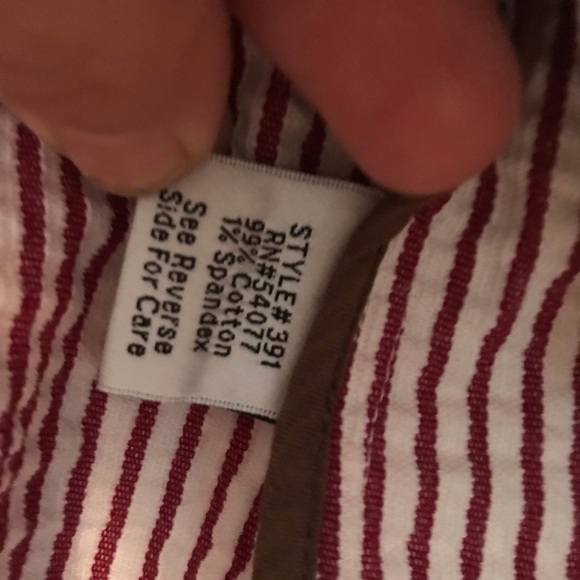 STYLE# 391
RN#54077
99% Cotton
1% Spandex
See Reverse
Side For Care